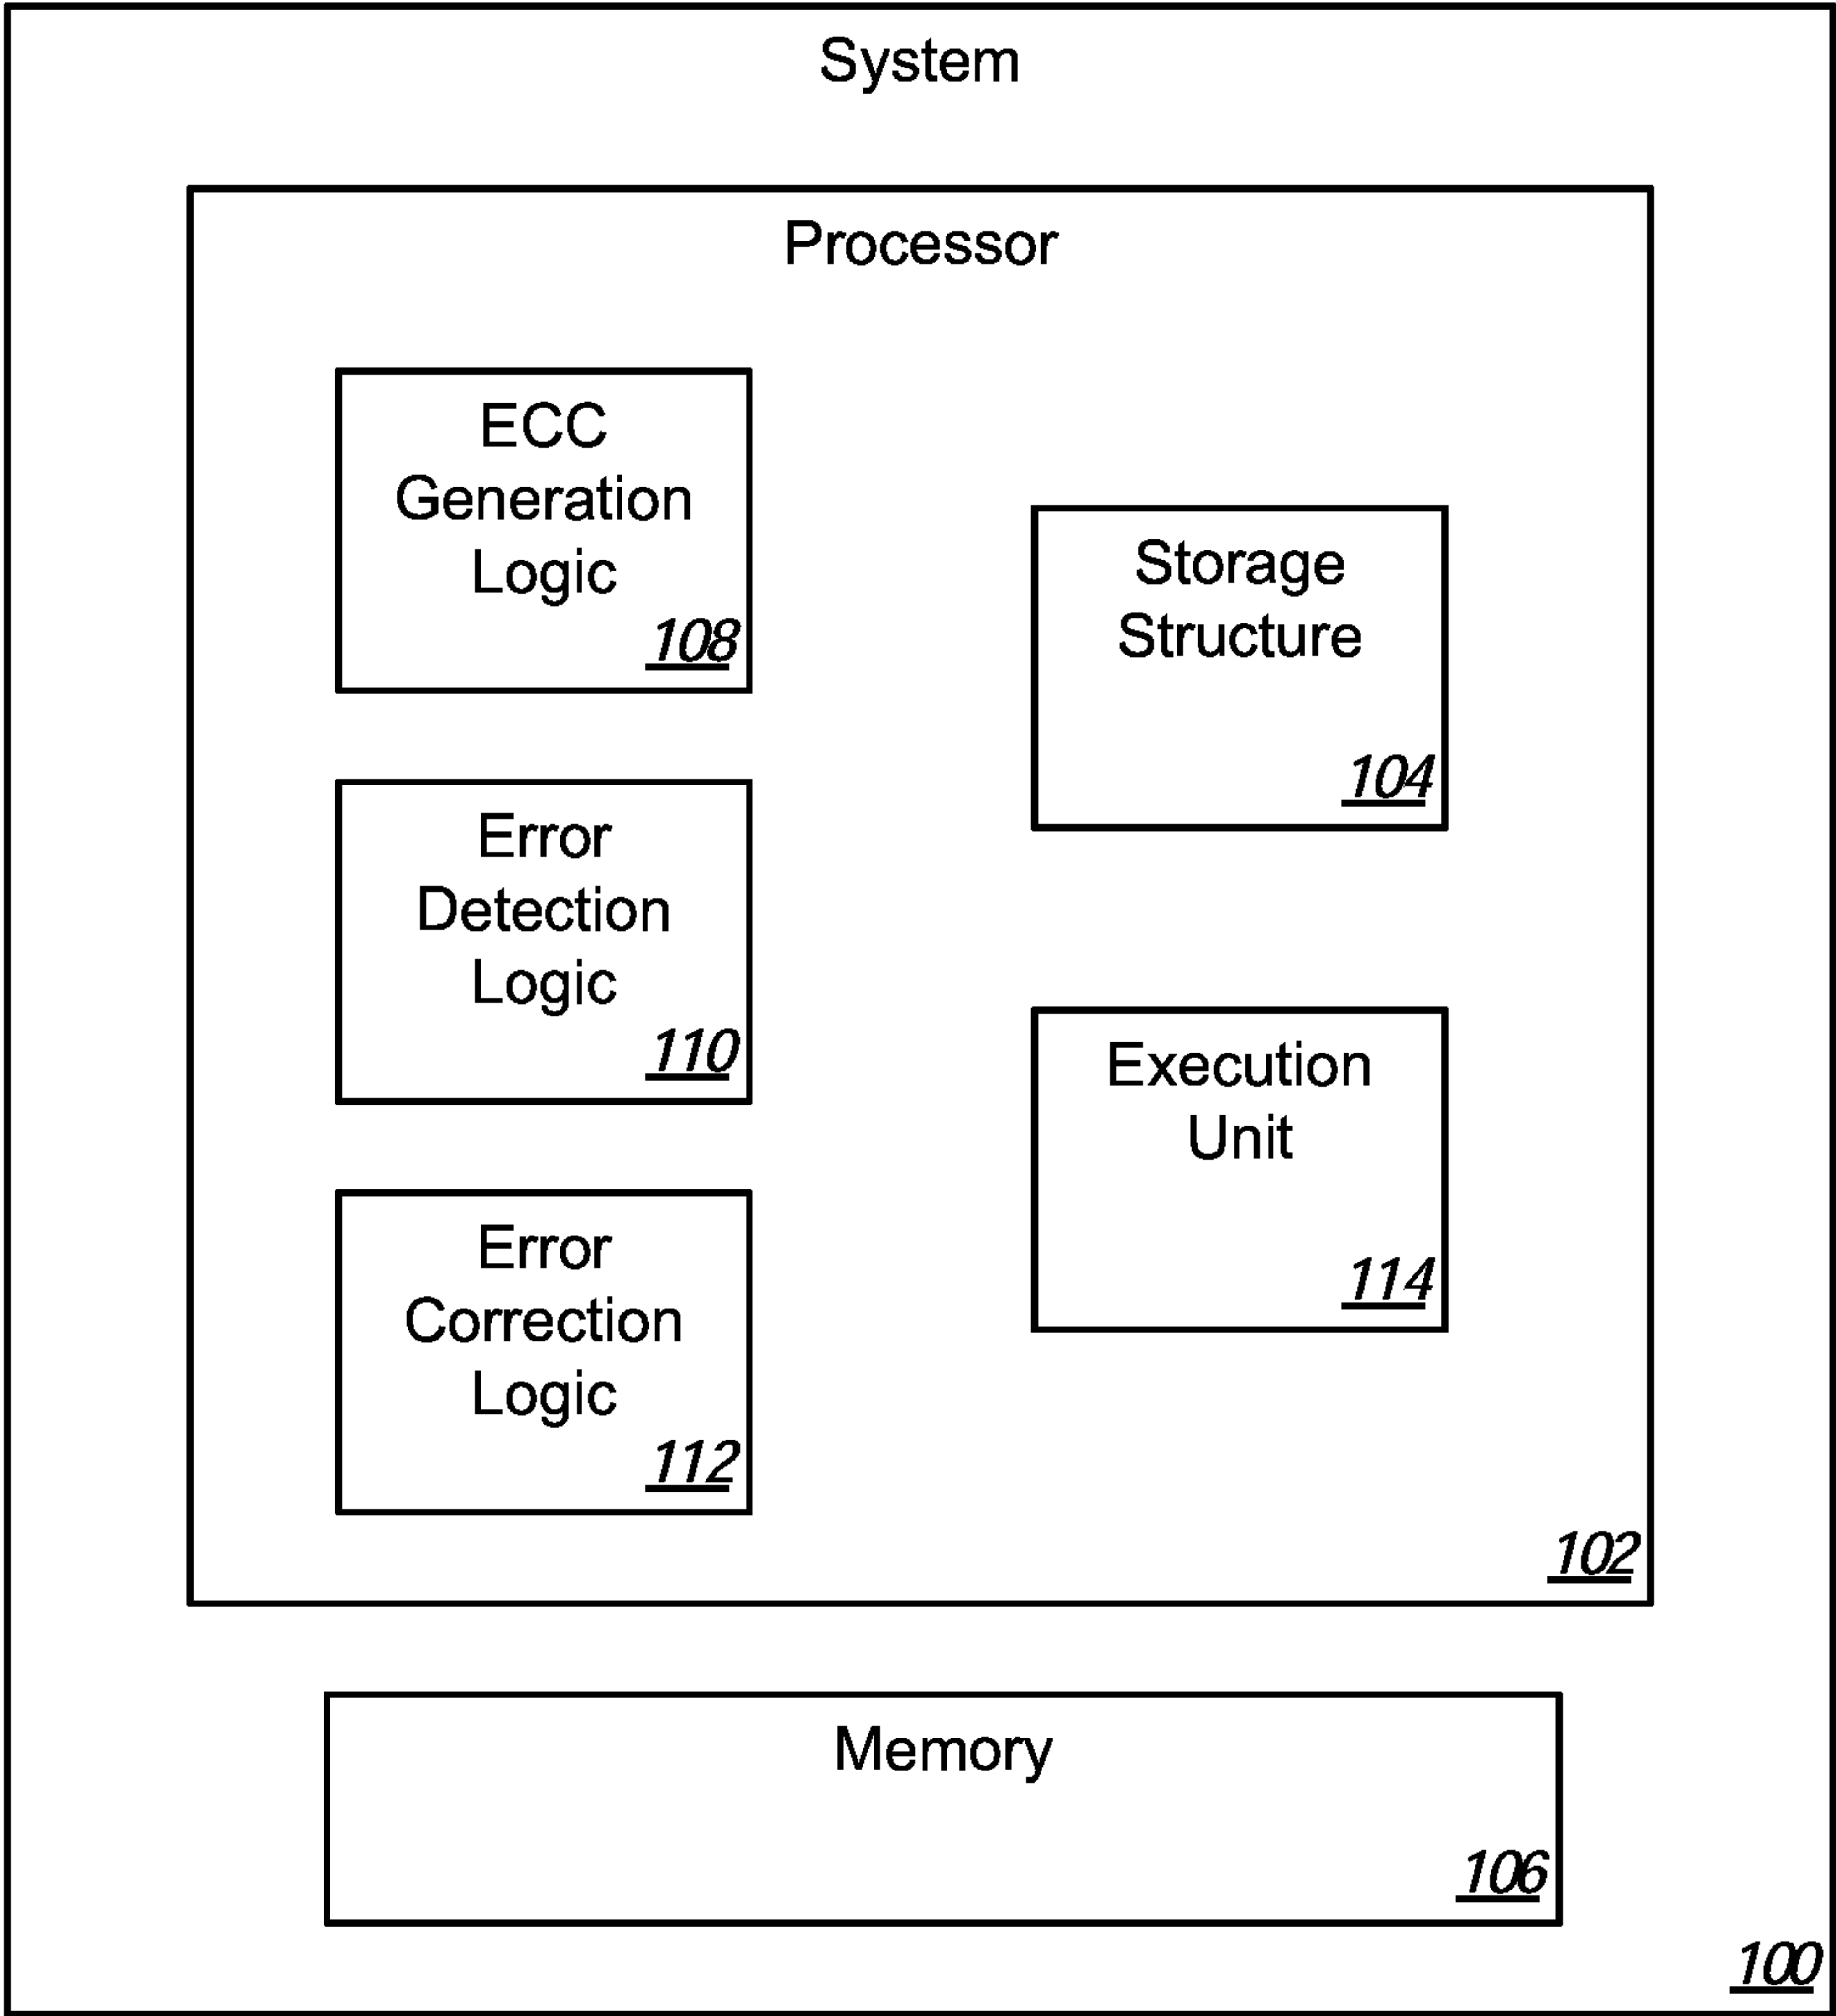 System
Processor
ECC
Generation
Logic
108
Storage
Structure
104
Error
Detection
Logic
110
Execution
Unit
114
Error
Correction
Logic
112
102
Memory
106
100